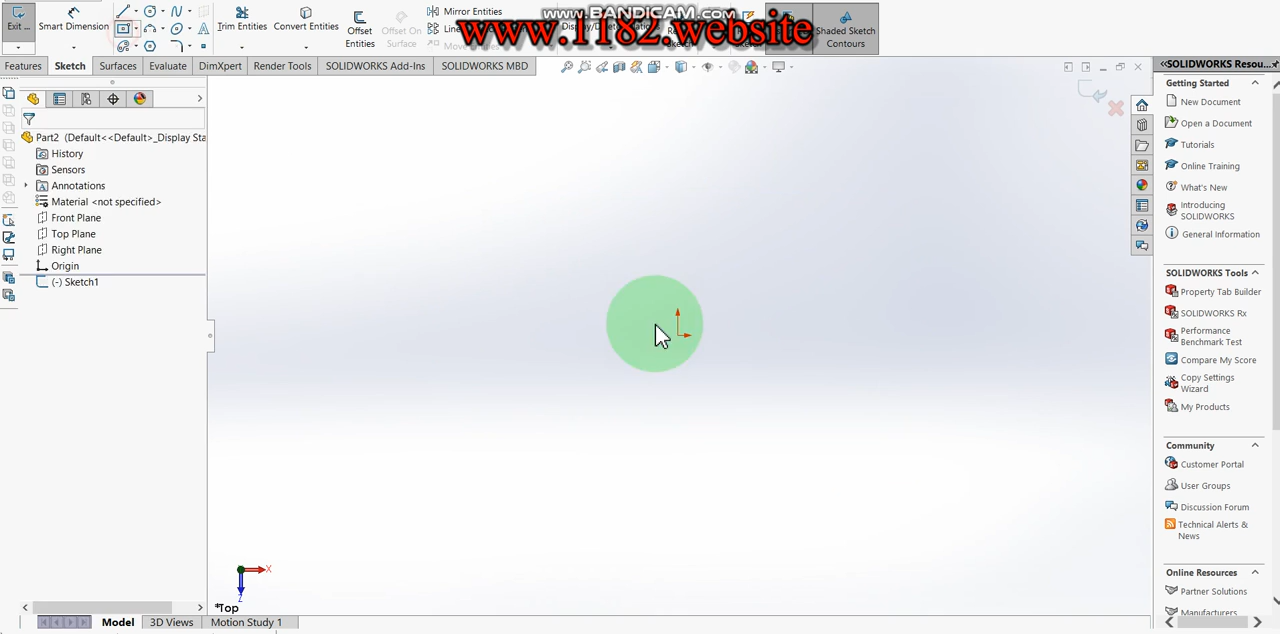 www.BANDICAM.com
www.1182.website
Exit ...
Smart Dimension
Trim Entities
Convert Entities
Offset Entities
Offset On Surface
Mirror Entities
Shaded Sketch Contours
Features
Sketch
Surfaces
Evaluate
DimXpert
Render Tools
SOLIDWORKS Add-Ins
SOLIDWORKS MBD
Part2 (Default<<Default>_Display Sta
History
Sensors
Annotations
Material <not specified>
Front Plane
Top Plane
Right Plane
Origin
(-) Sketch1
X
Z
*Top
Model
3D Views
Motion Study 1
SOLIDWORKS Resou...
Getting Started
New Document
Open a Document
Tutorials
Online Training
What's New
Introducing
SOLIDWORKS
General Information
SOLIDWORKS Tools
Property Tab Builder
SOLIDWORKS Rx
Performance
Benchmark Test
Compare My Score
Copy Settings
Wizard
My Products
Community
Customer Portal
User Groups
Discussion Forum
Technical Alerts &
News
Online Resources
Partner Solutions
Manufacturers